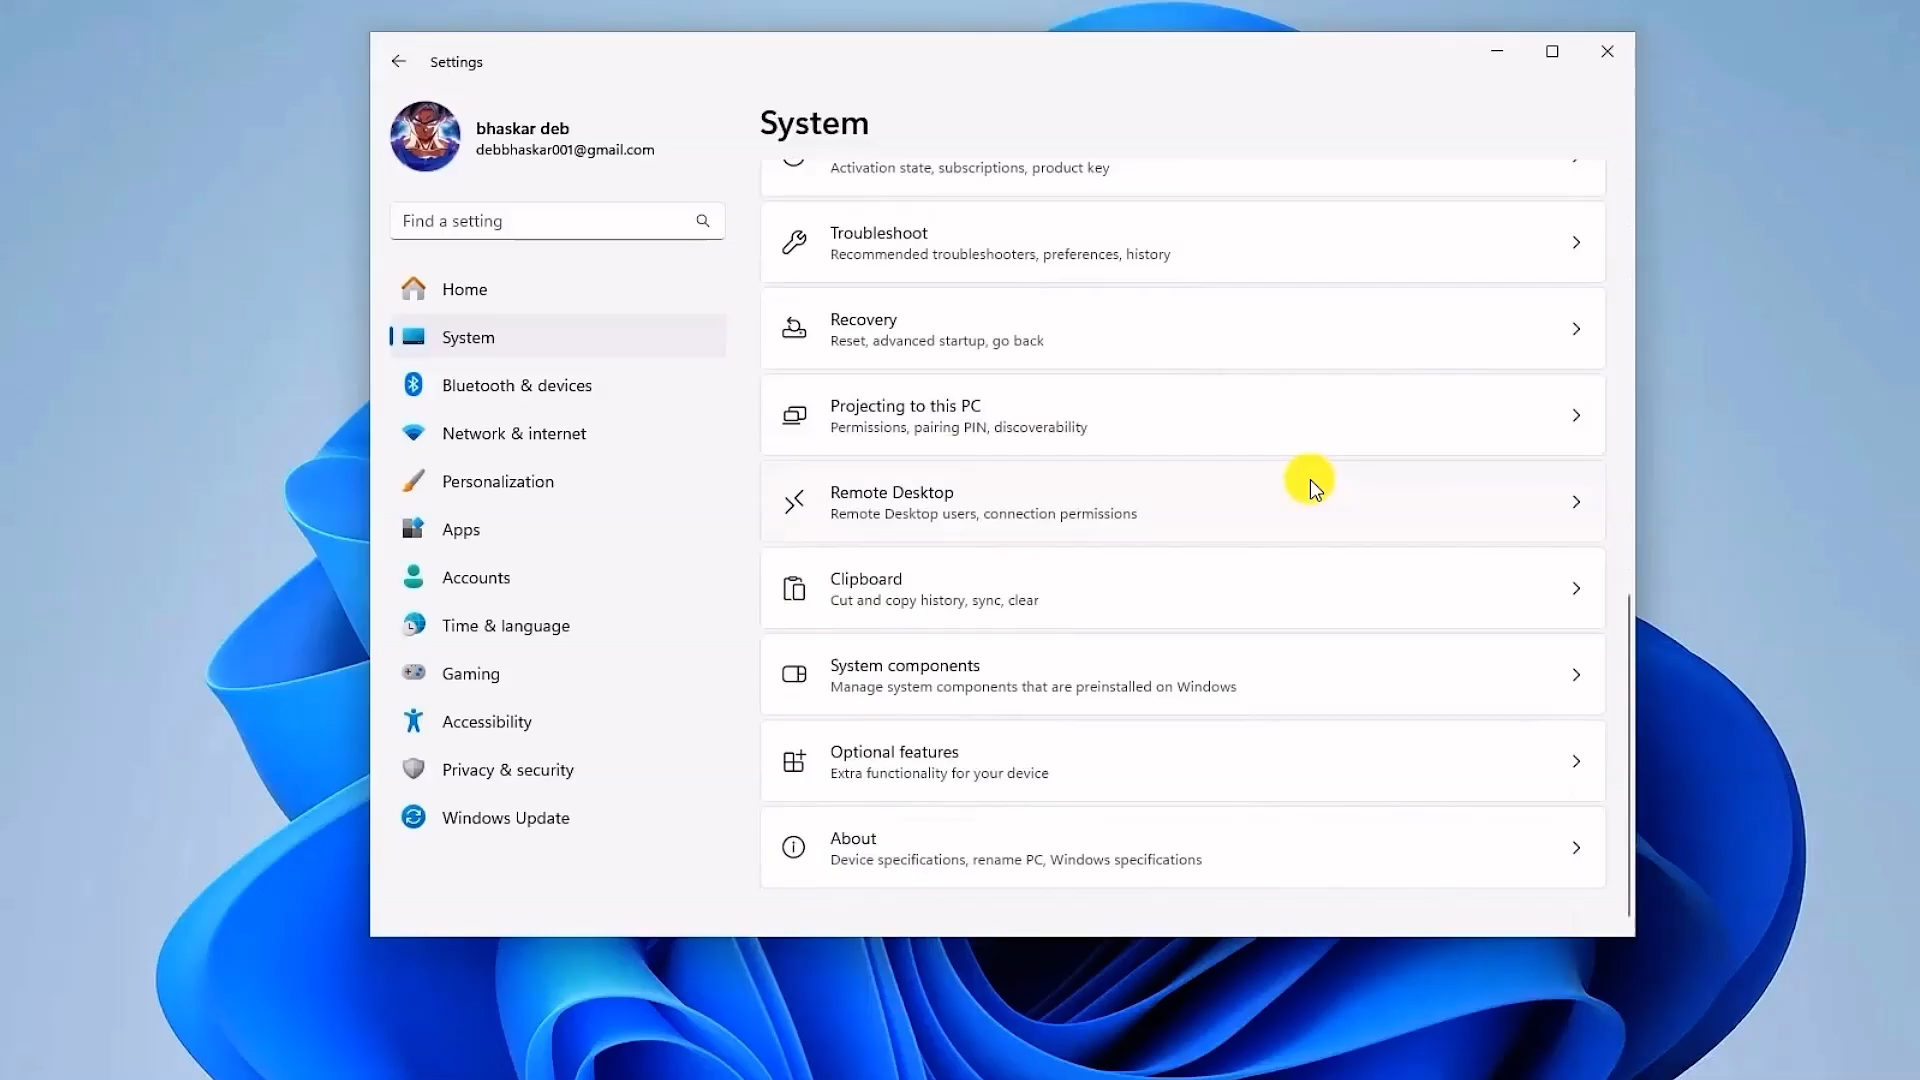 Settings
bhaskar deb
debbhaskar001@gmail.com
Find a setting
Home
System
Bluetooth & devices
Network & internet
Personalization
Apps
Accounts
Time & language
Gaming
Accessibility
Privacy & security
Windows Update
System
Activation state, subscriptions, product key
Troubleshoot
Recommended troubleshooters, preferences, history
Recovery
Reset, advanced startup, go back
Projecting to this PC
Permissions, pairing PIN, discoverability
Remote Desktop
Remote Desktop users, connection permissions
Clipboard
Cut and copy history, sync, clear
System components
Manage system components that are preinstalled on Windows
Optional features
Extra functionality for your device
About
Device specifications, rename PC, Windows specifications